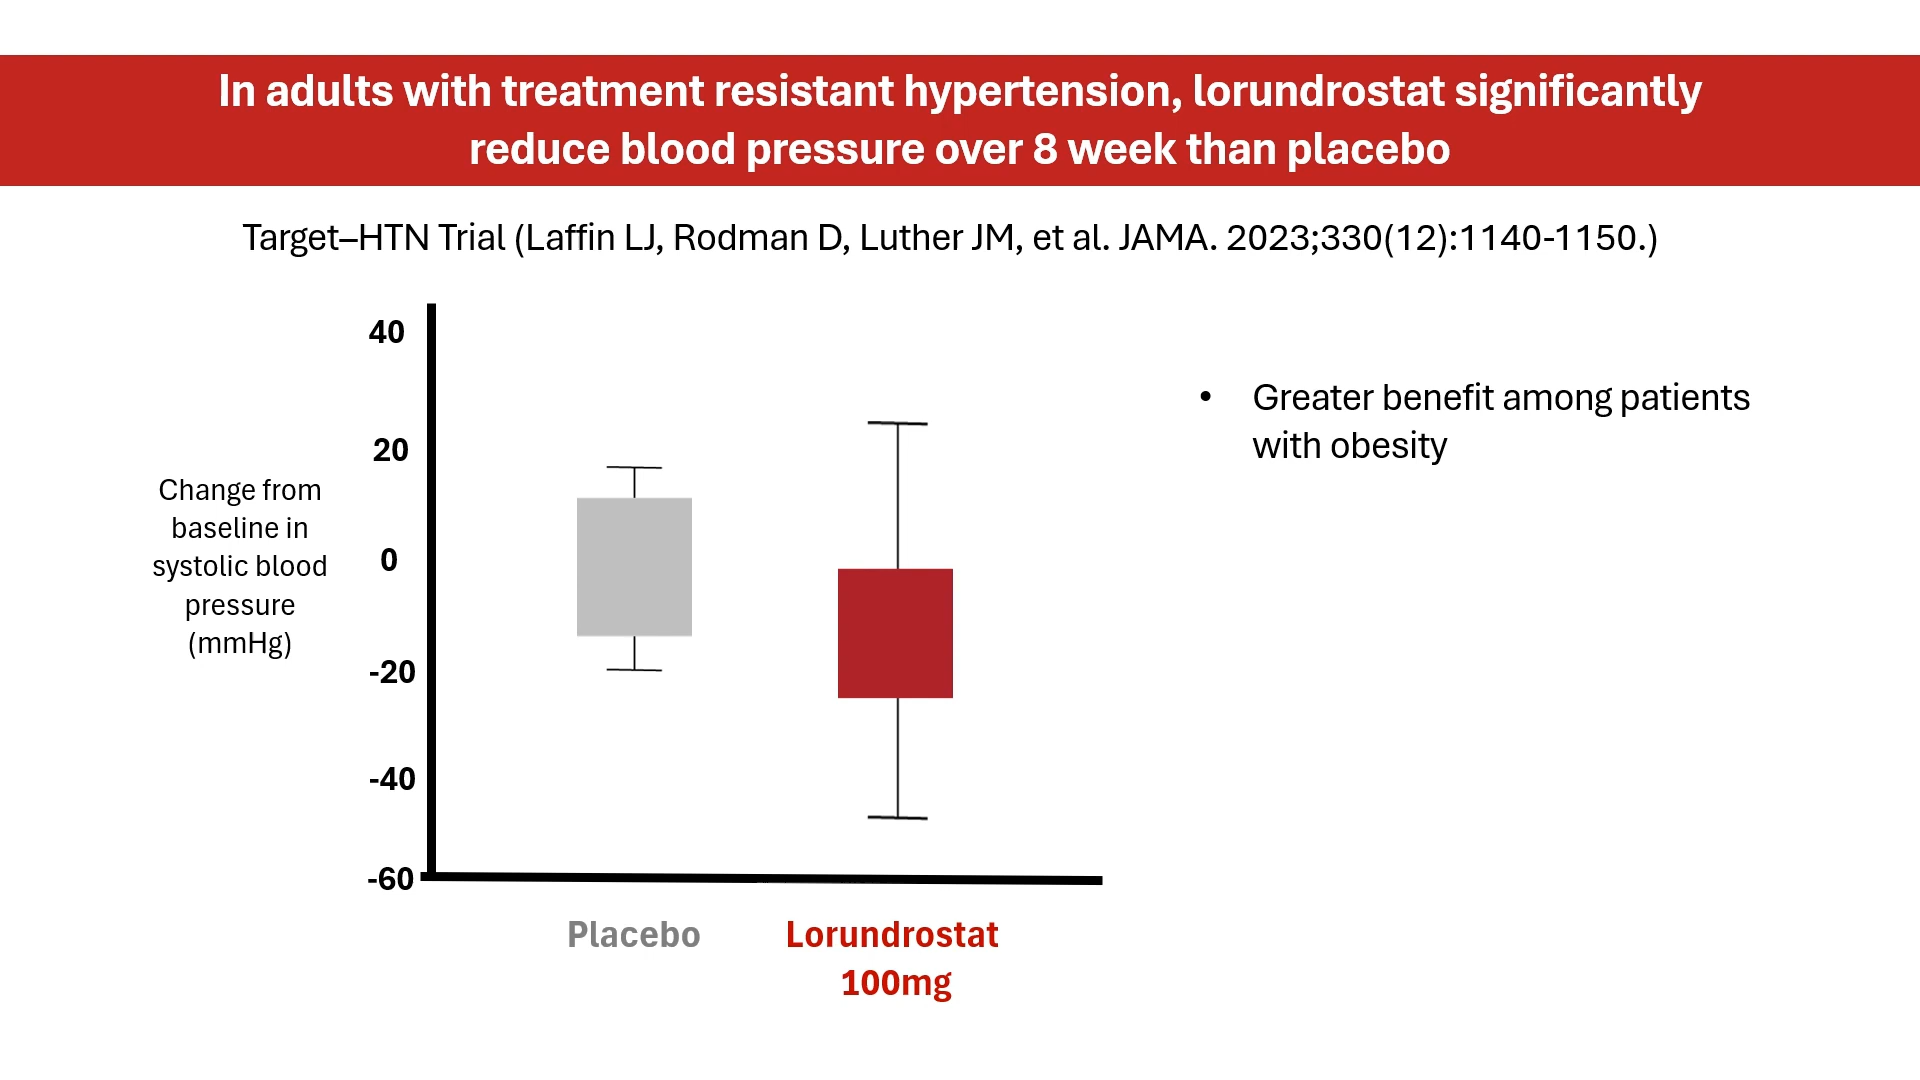 In adults with treatment resistant hypertension, lorundrostat significantly
reduce blood pressure over 8 week than placebo
Target–HTN Trial (Laffin LJ, Rodman D, Luther JM, et al. JAMA. 2023;330(12):1140-1150.)
40
20
0
-20
-40
-60
Change from
baseline in
systolic blood
pressure
(mmHg)
Placebo
Lorundrostat
100mg
• Greater benefit among patients
with obesity